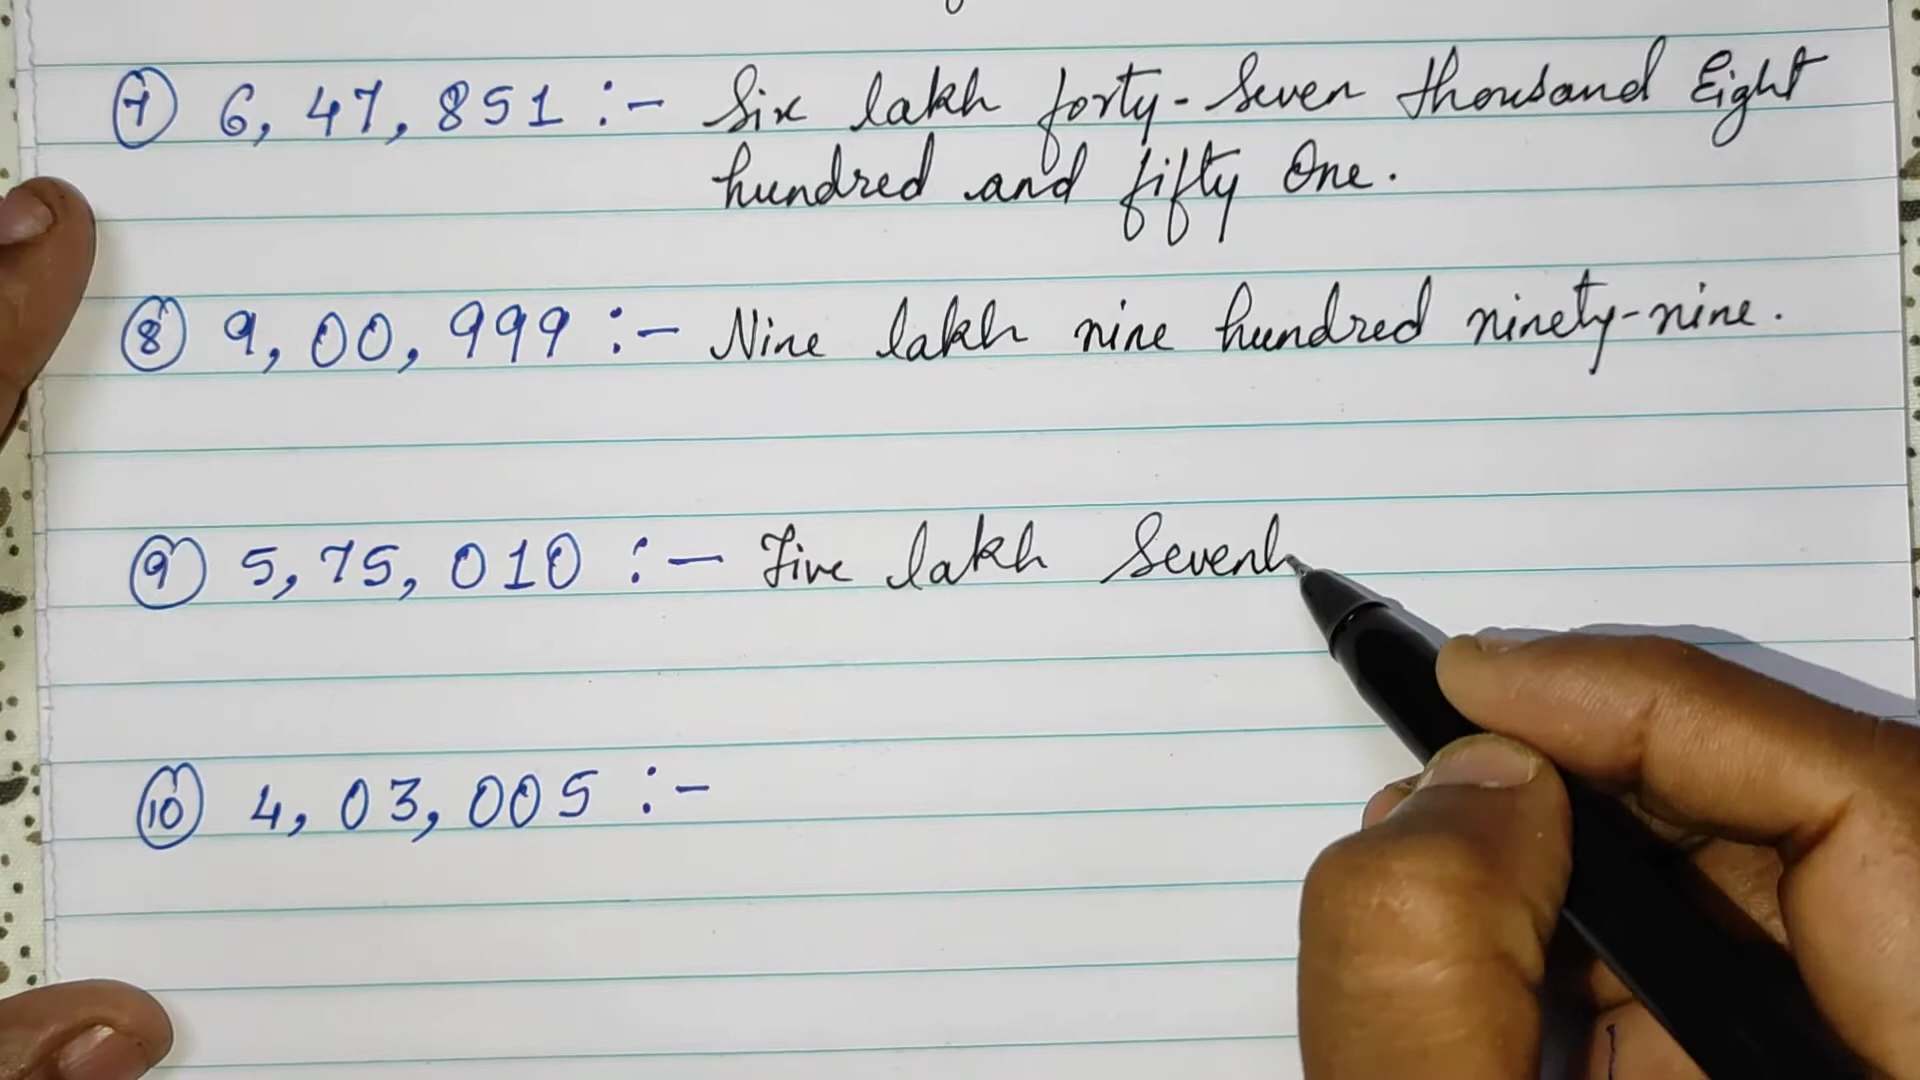 7 6,47,851 :- Six lakh forty-seven thousand Eight
hundred and fifty One.
8 9,00,999 :- Nine lakh nine hundred ninety-nine.
9 5,75,010 :- Five lakh Sevent
10 4,03,005 :-